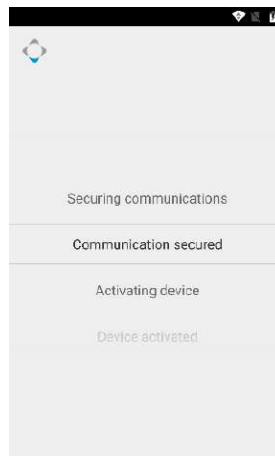 Securing communications
Communication secured
Activating device
Device activated